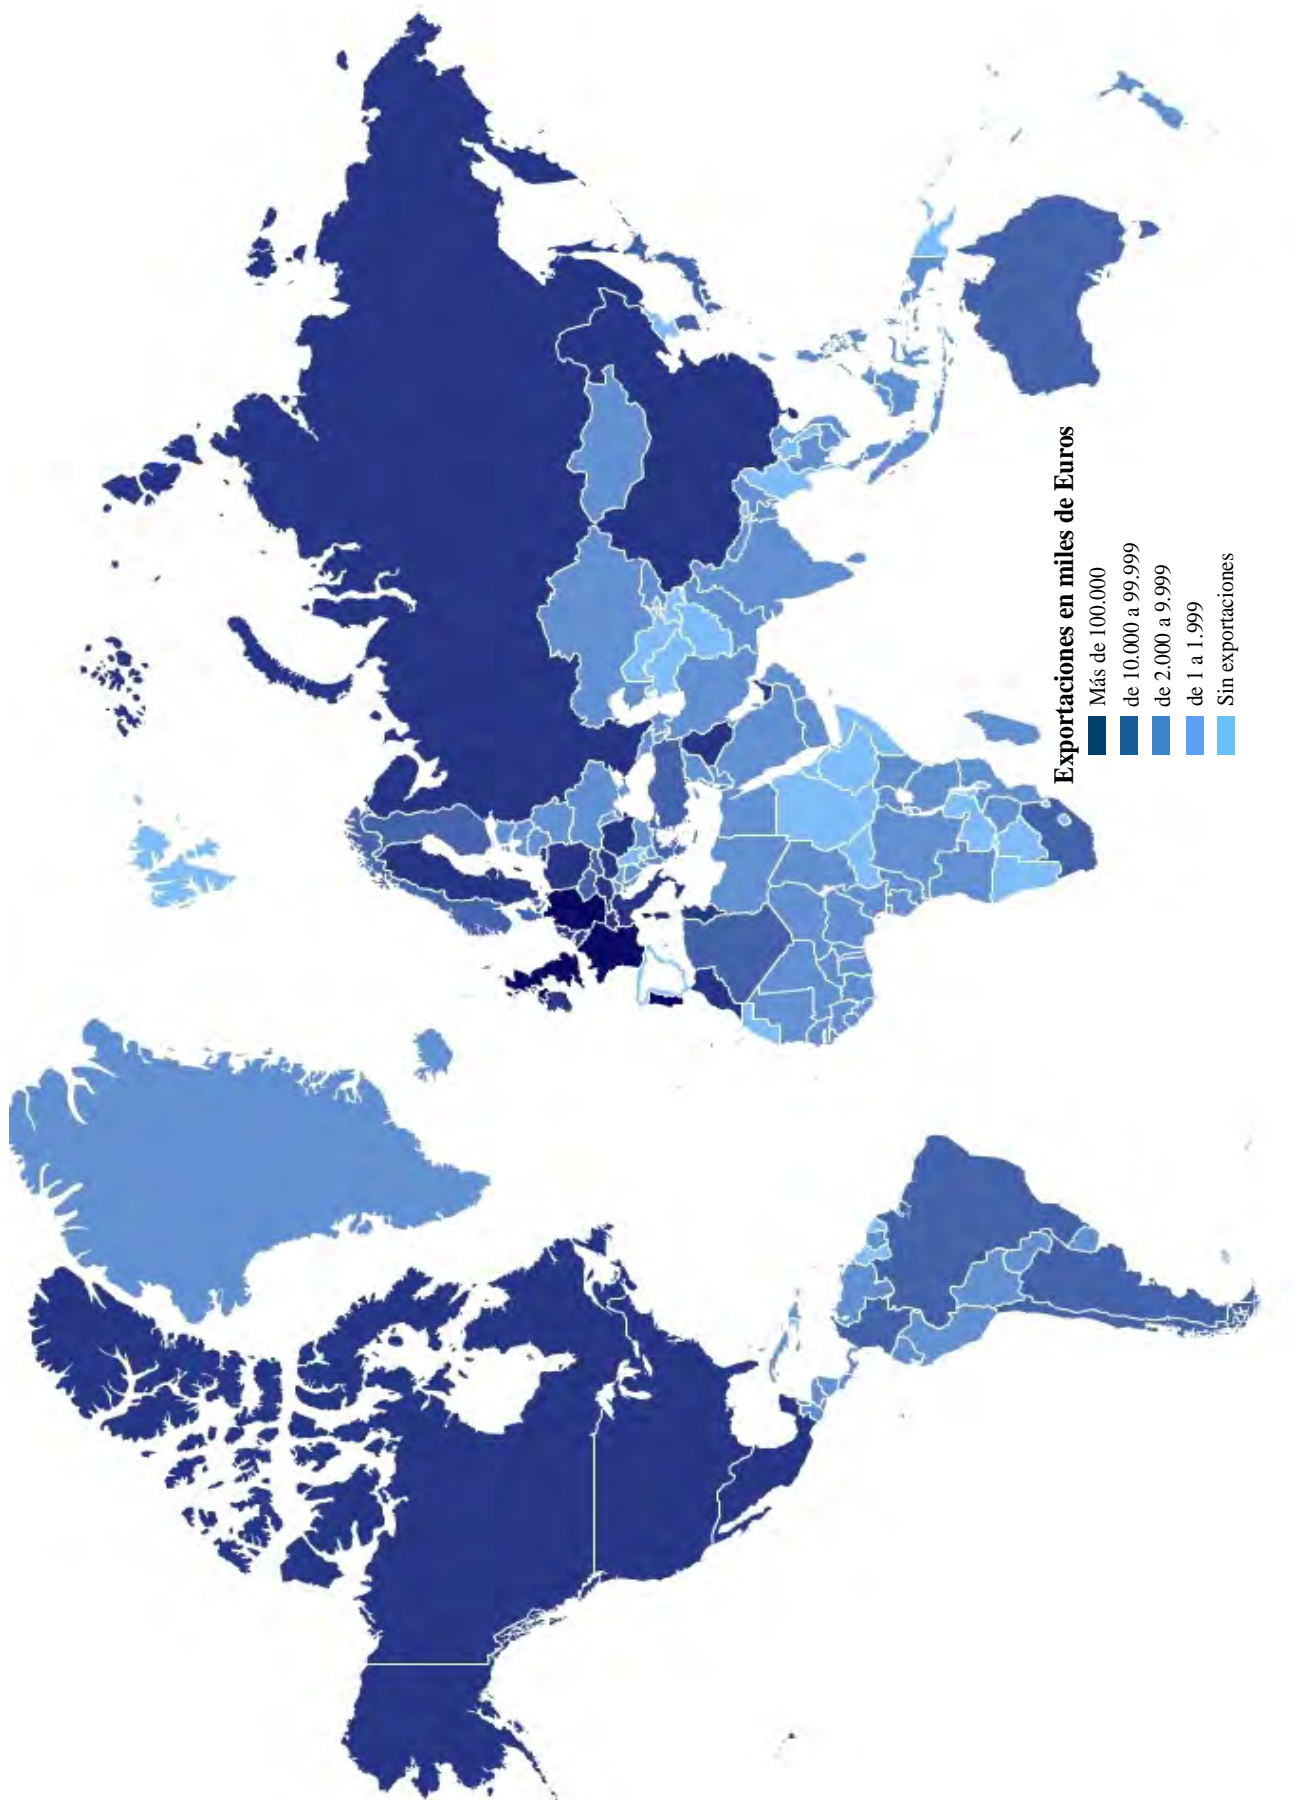 Exportaciones en miles de Euros
Más de 100.000
de 10.000 a 99.999
de 2.000 a 9.999
de 1 a 1.999
Sin exportaciones